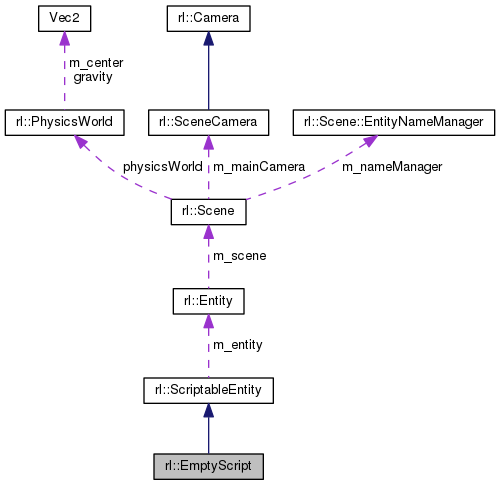 Vec2
rl::Camera
m_center
gravity
rl::PhysicsWorld
rl::SceneCamera
rl::Scene::EntityNameManager
physicsWorld
m_mainCamera
m_nameManager
rl::Scene
m_scene
rl::Entity
m_entity
rl::ScriptableEntity
rl::EmptyScript